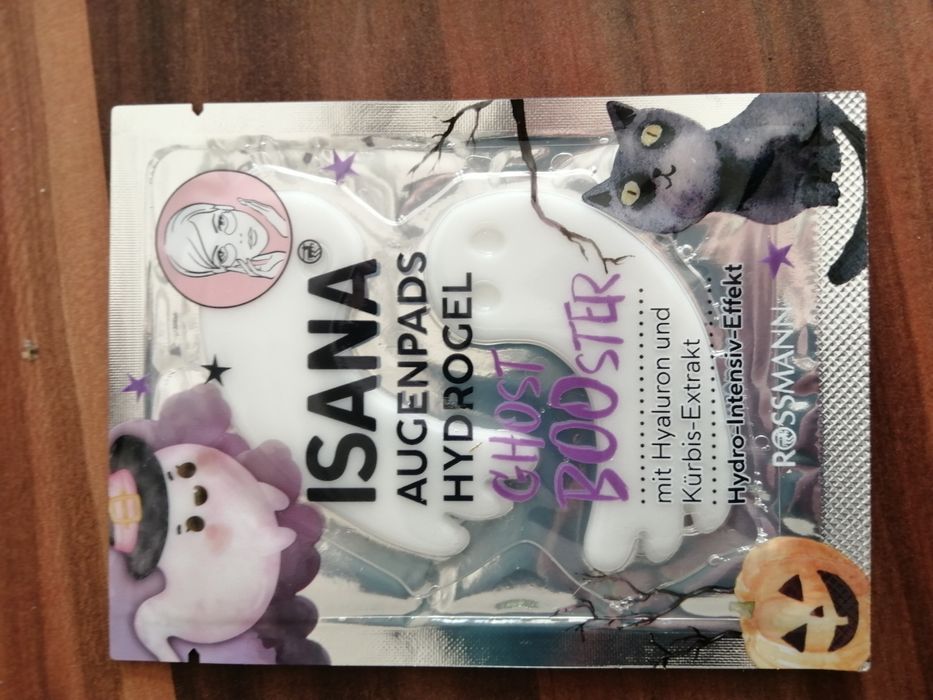 ISANA
AUGENPADS
HYDROGEL
GHOST
BOOSTER
mit Hyaluron und
Kürbis-Extrakt
Hydro-Intensiv-Effekt
ROSSMANN